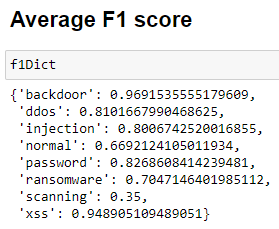 Average F1 score
f1Dict
{'backdoor': 0.9691535555179609,
'ddos': 0.8101667990468625,
'injection': 0.8006742520016855,
'normal': 0.6692124105011934,
'password': 0.8268608414239481,
'ransomware': 0.7047146401985112,
'scanning': 0.35,
'xss': 0.948905109489051}